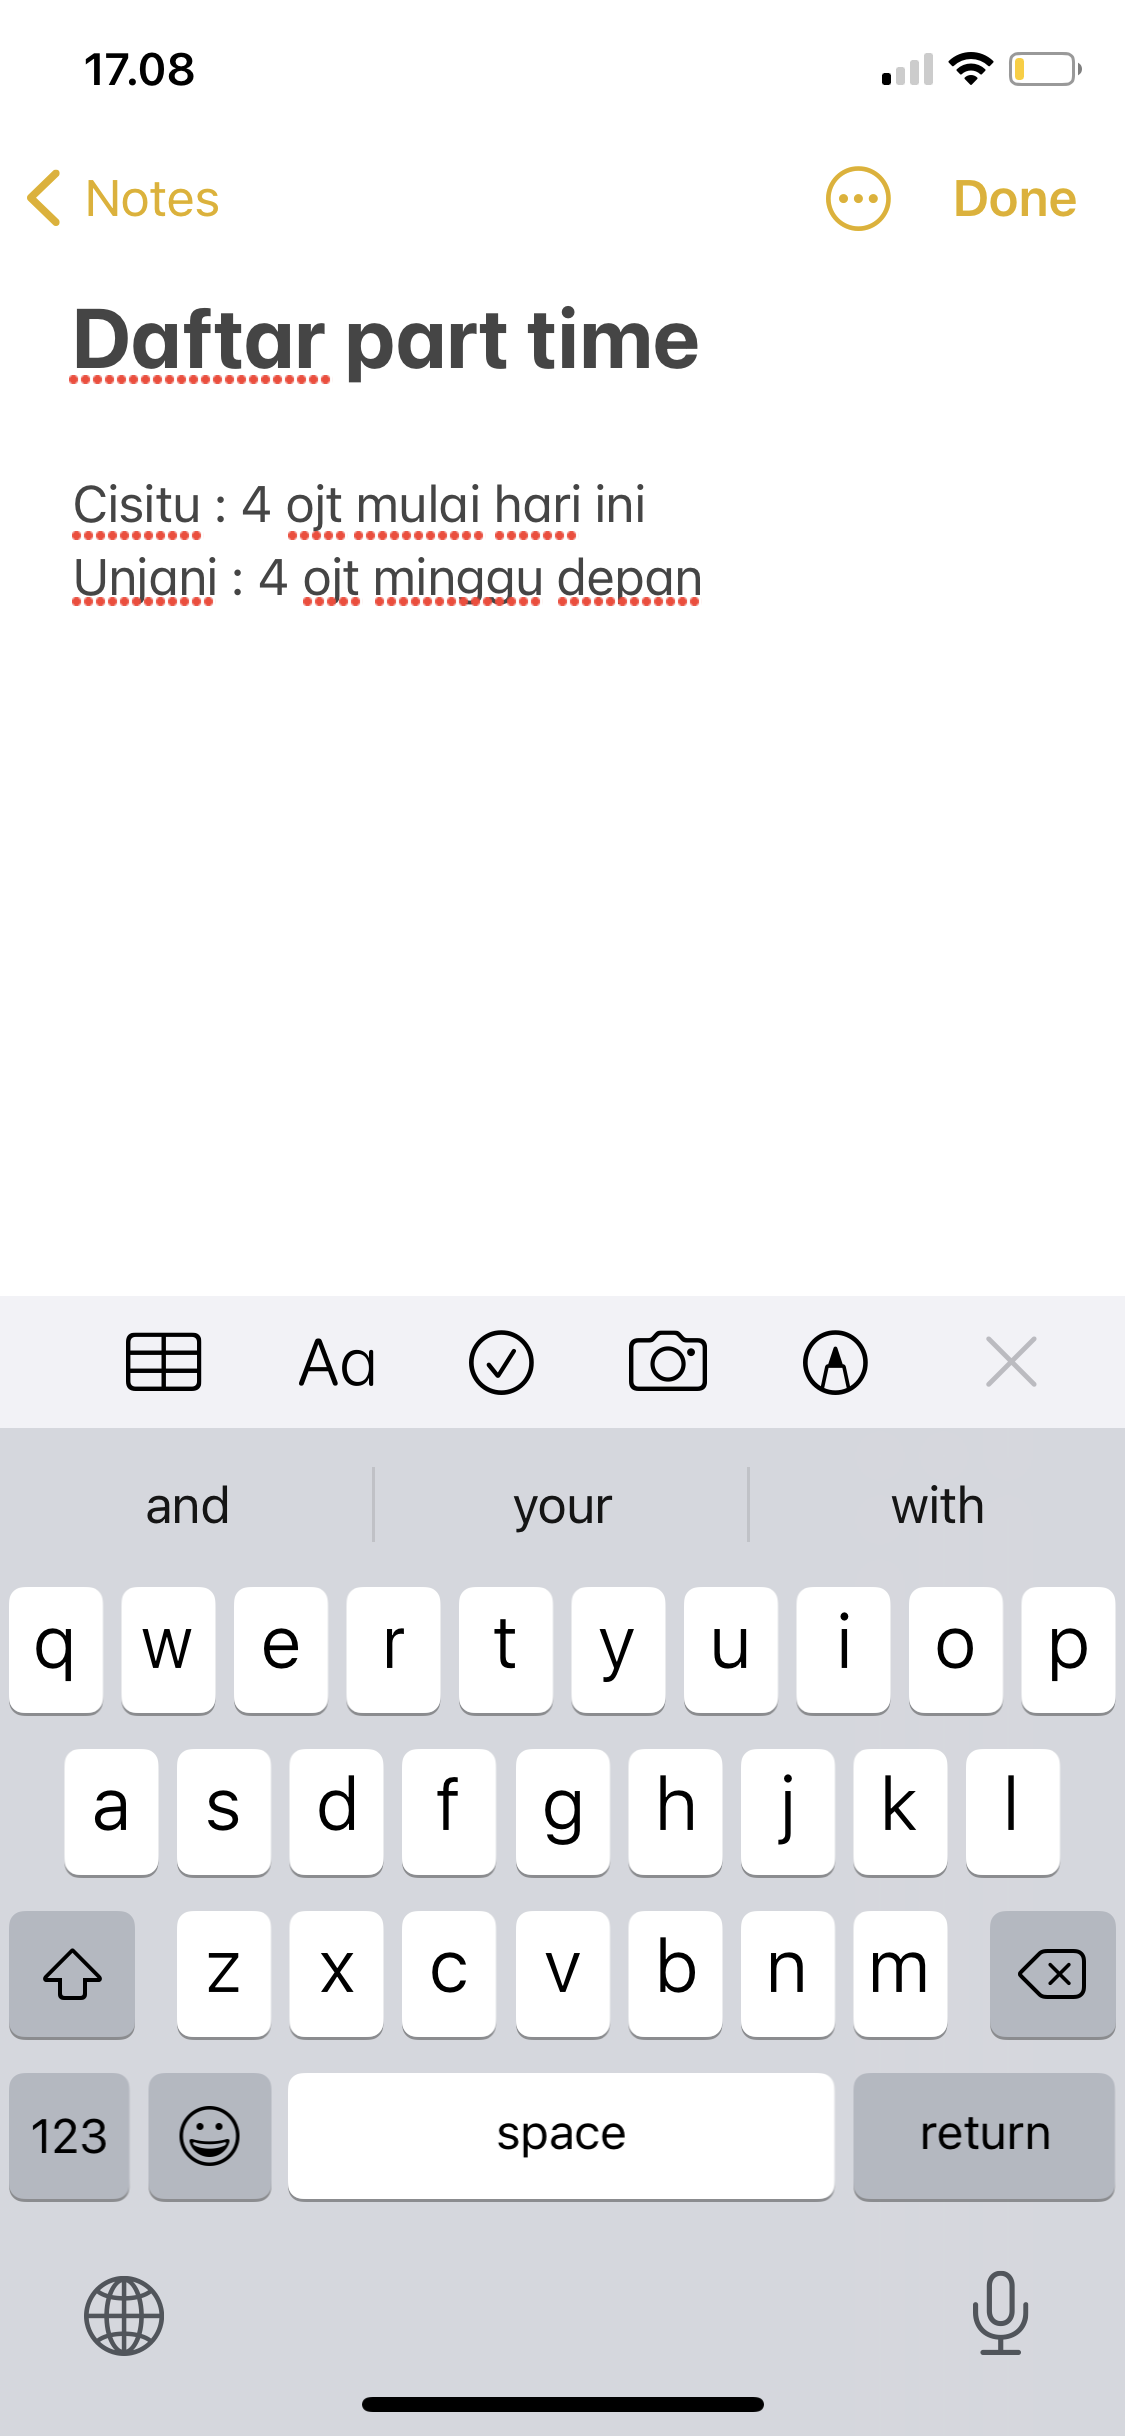 17.08
Notes
Done
Daftar part time
Cisitu : 4 ojt mulai hari ini
Unjani : 4 ojt minggu depan
Aa
and your with
q w e r t y u i o p
a s d f g h j k l
z x c v b n m
123 space return